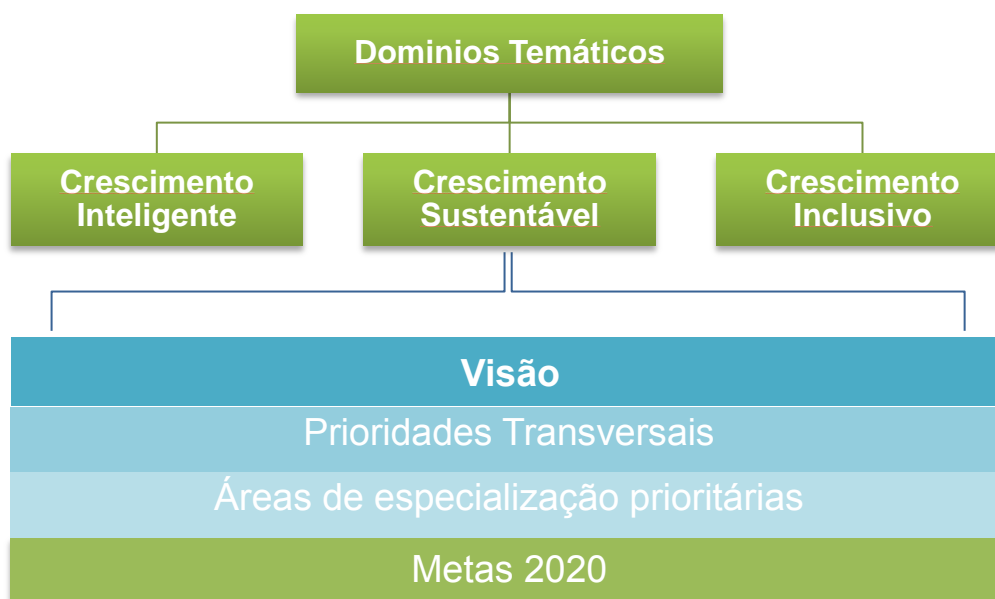 Dominios Temáticos
Crescimento
Inteligente
Crescimento
Sustentável
Crescimento
Inclusivo
Visão
Prioridades Transversais
Áreas de especialização prioritárias
Metas 2020